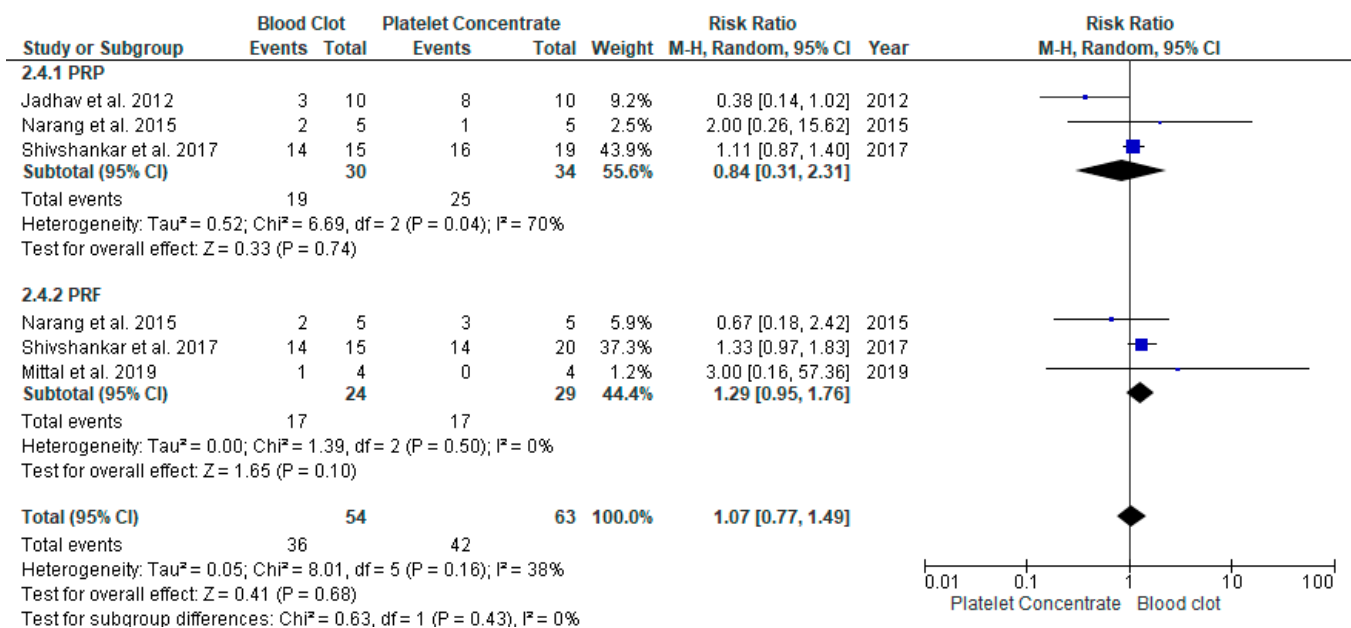 Blood Clot Platelet Concentrate Risk Ratio Risk Ratio
Study or Subgroup Events Total Events Total Weight M-H, Random, 95% CI Year M-H, Random, 95% CI
2.4.1 PRP
Jadhav et al. 2012 3 10 8 10 9.2% 0.38 [0.14, 1.02] 2012
Narang et al. 2015 2 5 1 5 2.5% 2.00 [0.26, 15.62] 2015
Shivshankar et al. 2017 14 15 16 19 43.9% 1.11 [0.87, 1.40] 2017
Subtotal (95% CI) 30 34 55.6% 0.84 [0.31, 2.31]
Total events 19 25
Heterogeneity: Tau² = 0.52; Chi² = 6.69, df = 2 (P = 0.04); I² = 70%
Test for overall effect: Z = 0.33 (P = 0.74)
2.4.2 PRF
Narang et al. 2015 2 5 3 5 5.9% 0.67 [0.18, 2.42] 2015
Shivshankar et al. 2017 14 15 14 20 37.3% 1.33 [0.97, 1.83] 2017
Mittal et al. 2019 1 4 0 4 1.2% 3.00 [0.16, 57.36] 2019
Subtotal (95% CI) 24 29 44.4% 1.29 [0.95, 1.76]
Total events 17 17
Heterogeneity: Tau² = 0.00; Chi² = 1.39, df = 2 (P = 0.50); I² = 0%
Test for overall effect: Z = 1.65 (P = 0.10)
Total (95% CI) 54 63 100.0% 1.07 [0.77, 1.49]
Total events 36 42
Heterogeneity: Tau² = 0.05; Chi² = 8.01, df = 5 (P = 0.16); I² = 38%
Test for overall effect: Z = 0.41 (P = 0.68)
Test for subgroup differences: Chi² = 0.63, df = 1 (P = 0.43), I² = 0%
0.01 0.1 1 10 100
Platelet Concentrate Blood clot